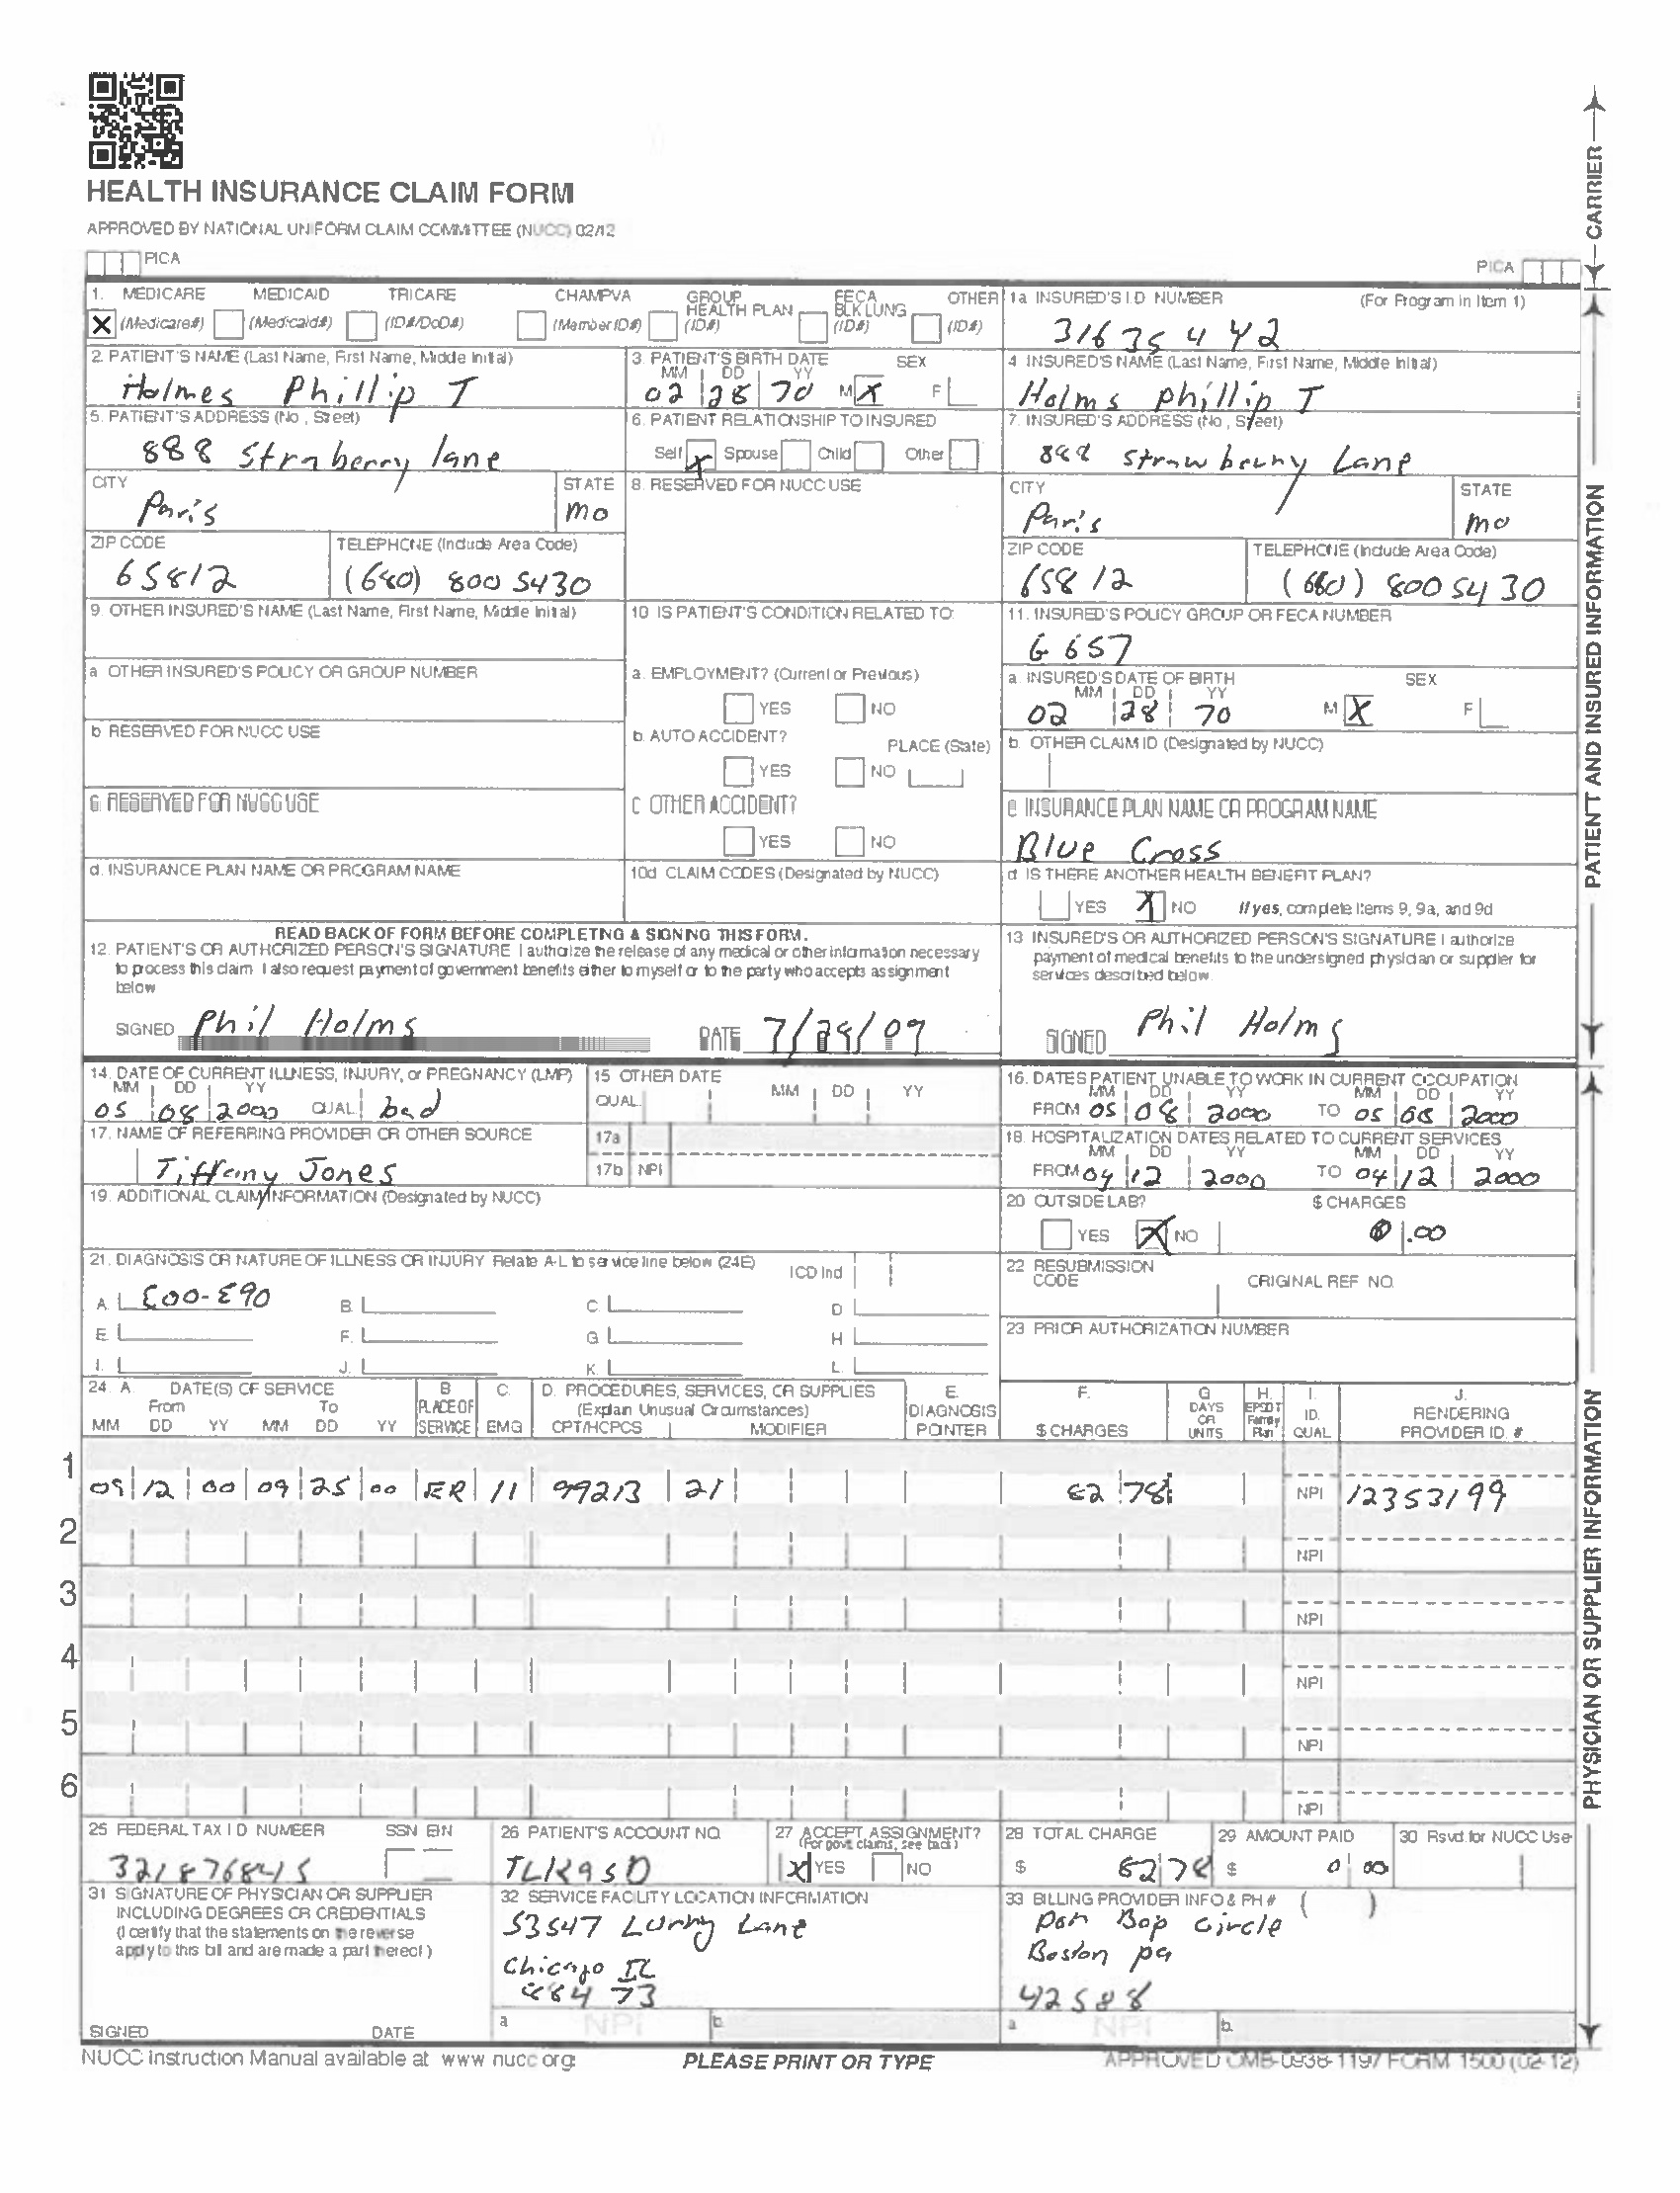 HEALTH INSURANCE CLAIM FORM
APPROVED BY NATIONAL UNIFORM CLAIM COMMITTEE (NUCC) 02/12
PICA
PICA
CARRIER
1. MEDICARE MEDICAID TRICARE CHAMPVA GROUP HEALTH PLAN FECA BLK LUNG OTHER
X (Medicare#) (Medicaid#) (ID#/DoD#) (Member ID#) (ID#) (ID#) (ID#)
1a INSURED'S I.D. NUMBER (For Program in Item 1)
31635442
2. PATIENT'S NAME (Last Name, First Name, Middle Initial)
Holmes Phillip T
3 PATIENT'S BIRTH DATE SEX
MM DD YY
02 28 70 M X F
4 INSURED'S NAME (Last Name, First Name, Middle Initial)
Holms Phillip T
5. PATIENT'S ADDRESS (No., Street)
888 Straberry lane
6. PATIENT RELATIONSHIP TO INSURED
Self X Spouse Child Other
7. INSURED'S ADDRESS (No., Street)
888 Strawberry Lane
CITY STATE
Paris mo
8. RESERVED FOR NUCC USE
CITY STATE
Paris mo
ZIP CODE TELEPHONE (Include Area Code)
65812 (680) 800 5430
ZIP CODE TELEPHONE (Include Area Code)
65812 (660) 800 5430
9. OTHER INSURED'S NAME (Last Name, First Name, Middle Initial)
10 IS PATIENT'S CONDITION RELATED TO:
11. INSURED'S POLICY GROUP OR FECA NUMBER
G 657
a OTHER INSURED'S POLICY OR GROUP NUMBER
a. EMPLOYMENT? (Current or Previous)
YES NO
a. INSURED'S DATE OF BIRTH SEX
MM DD YY
02 28 70 M X F
b RESERVED FOR NUCC USE
b. AUTO ACCIDENT? PLACE (State)
YES NO
b. OTHER CLAIM ID (Designated by NUCC)
C RESERVED FOR NUCC USE
C OTHER ACCIDENT?
YES NO
C INSURANCE PLAN NAME OR PROGRAM NAME
Blue Cross
d. INSURANCE PLAN NAME OR PROGRAM NAME
10d CLAIM CODES (Designated by NUCC)
d IS THERE ANOTHER HEALTH BENEFIT PLAN?
YES X NO If yes, complete items 9, 9a, and 9d
PATIENT AND INSURED INFORMATION
READ BACK OF FORM BEFORE COMPLETING & SIGNING THIS FORM.
12. PATIENT'S OR AUTHORIZED PERSON'S SIGNATURE I authorize the release of any medical or other information necessary
to process this claim I also request payment of government benefits either to myself or to the party who accepts assignment
below
SIGNED Phil Holms DATE 7/29/09
13 INSURED'S OR AUTHORIZED PERSON'S SIGNATURE I authorize
payment of medical benefits to the undersigned physician or supplier for
services described below.
SIGNED Phil Holms
14. DATE OF CURRENT ILLNESS, INJURY, or PREGNANCY (LMP)
MM DD YY
05 08 2000 QUAL bad
15 OTHER DATE
QUAL MM DD YY
16. DATES PATIENT UNABLE TO WORK IN CURRENT OCCUPATION
MM DD YY MM DD YY
FROM 05 08 2000 TO 05 08 2000
17. NAME OF REFERRING PROVIDER OR OTHER SOURCE
Tiffany Jones
17a
17b NPI
18. HOSPITALIZATION DATES RELATED TO CURRENT SERVICES
MM DD YY MM DD YY
FROM 04 12 2000 TO 04 12 2000
19. ADDITIONAL CLAIM INFORMATION (Designated by NUCC)
20 OUTSIDE LAB? $ CHARGES
YES X NO 0 .00
21. DIAGNOSIS OR NATURE OF ILLNESS OR INJURY Relate A-L to service line below (24E) ICD Ind
A. E00-E90 B. C. D
E. F. G H
I. J. K. L.
22 RESUBMISSION
CODE ORIGINAL REF NO.
23 PRIOR AUTHORIZATION NUMBER
24. A. DATE(S) OF SERVICE B C. D. PROCEDURES, SERVICES, OR SUPPLIES E. F. G H. I. J.
From To PLACE OF (Explain Unusual Circumstances) DIAGNOSIS DAYS OR UNITS EPSDT Family Plan ID. RENDERING
MM DD YY MM DD YY SERVICE EMG CPT/HCPCS MODIFIER POINTER $ CHARGES QUAL PROVIDER ID. #
1
09 12 00 09 25 00 ER 11 99213 21 62 78 NPI 12353199
2
NPI
3
NPI
4
NPI
5
NPI
6
NPI
PHYSICIAN OR SUPPLIER INFORMATION
25 FEDERAL TAX I D NUMBER SSN EIN
321876845
26 PATIENT'S ACCOUNT NO.
TLR950
27 ACCEPT ASSIGNMENT?
(For govt. claims, see back)
X YES NO
28 TOTAL CHARGE
$ 62 78
29 AMOUNT PAID
$ 0 00
30 Rsvd for NUCC Use
31 SIGNATURE OF PHYSICIAN OR SUPPLIER
INCLUDING DEGREES OR CREDENTIALS
(I certify that the statements on the reverse
apply to this bill and are made a part thereof.)
SIGNED DATE
32 SERVICE FACILITY LOCATION INFORMATION
53547 Lane
Chicago IL
88473
a NPI b.
33 BILLING PROVIDER INFO & PH # ( )
Bop circle
Boston pa
42588
a NPI b.
NUCC Instruction Manual available at www nucc org
PLEASE PRINT OR TYPE
APPROVED OMB-0938-1197 FORM 1500 (02-12)